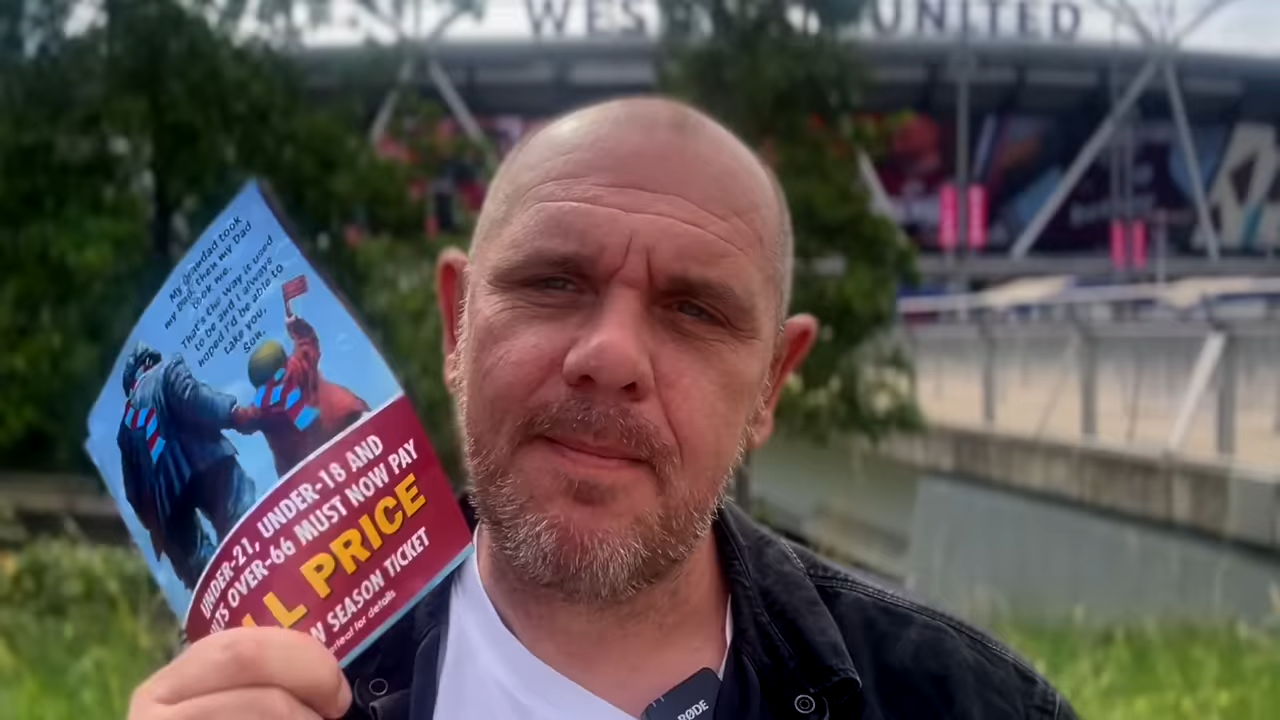 WES UNITED
My Grandad took
my Dad, then my Dad
took me.
That's the way it used
to be and I always
hoped I'd be able to
take you,
Son.
UNDER-21, UNDER-18 AND
OVER-66 MUST NOW PAY
LL PRICE
N SEASON TICKET
for details
RØDE